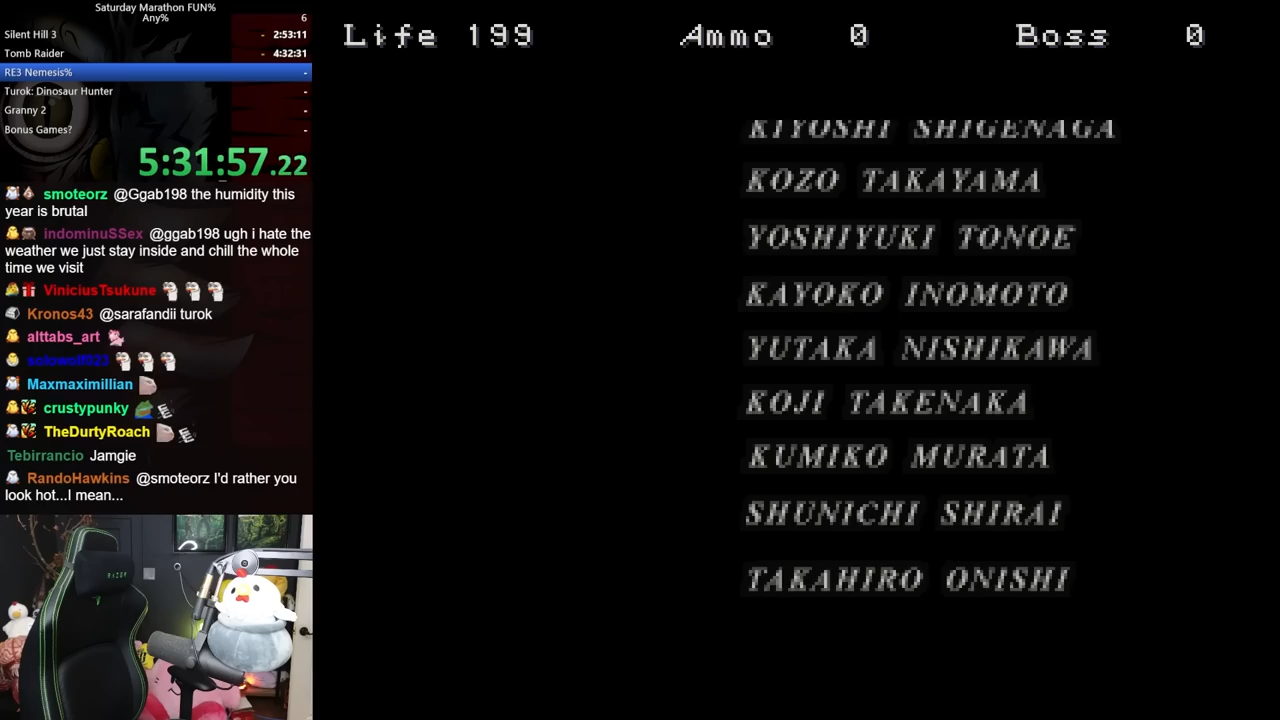 Saturday Marathon FUN%
Any%
6
Silent Hill 3 - 2:53:11
Tomb Raider - 4:32:31
RE3 Nemesis% -
Turok: Dinosaur Hunter -
Granny 2 -
Bonus Games? -
5:31:57.22
smoteorz @Ggab198 the humidity this
year is brutal
indominuSSex @ggab198 ugh i hate the
weather we just stay inside and chill the whole
time we visit
ViniciusTsukune
Kronos43 @sarafandii turok
alttabs_art
solowolf023
Maxmaximillian
crustypunky
TheDurtyRoach
Tebirrancio Jamgie
RandoHawkins @smoteorz I'd rather you
look hot...I mean...
Life 199 Ammo 0 Boss 0
KIYOSHI SHIGENAGA
KOZO TAKAYAMA
YOSHIYUKI TONOE
KAYOKO INOMOTO
YUTAKA NISHIKAWA
KOJI TAKENAKA
KUMIKO MURATA
SHUNICHI SHIRAI
TAKAHIRO ONISHI